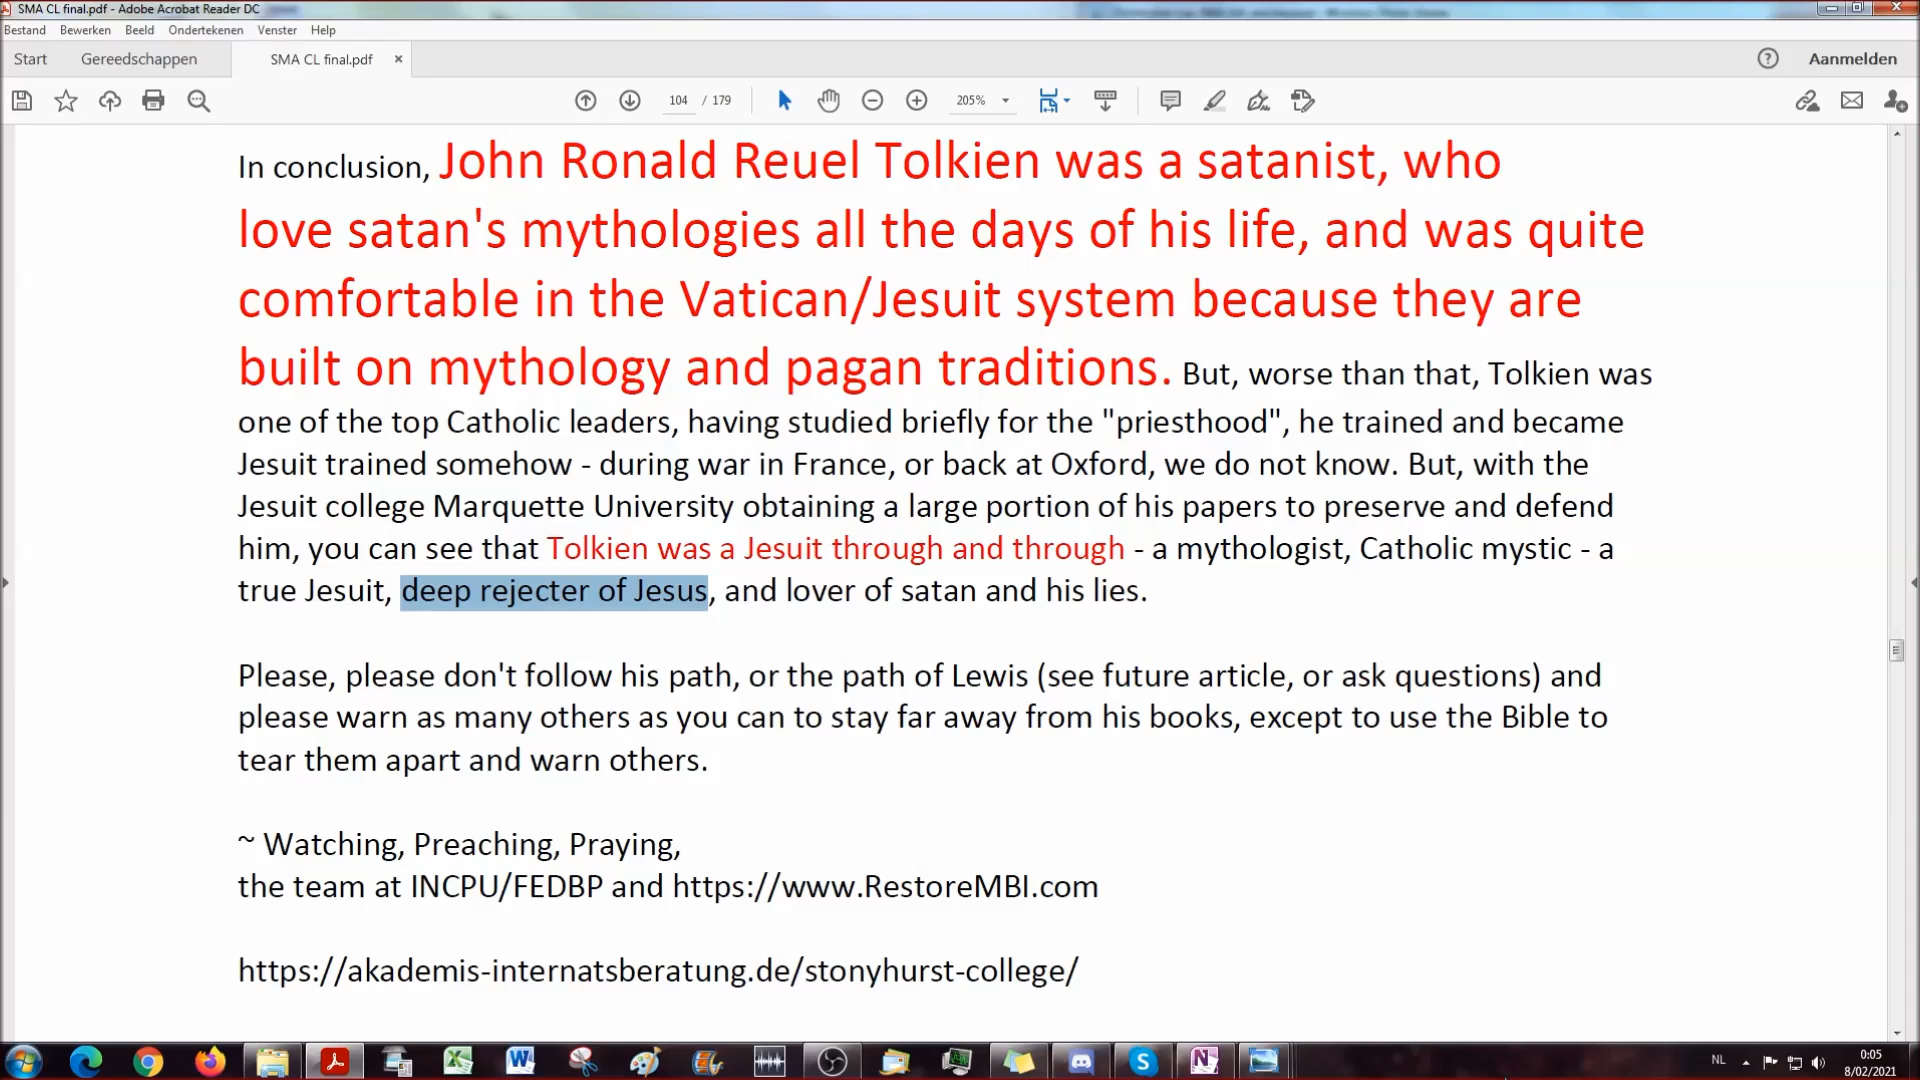 SMA CL final.pdf - Adobe Acrobat Reader DC
Bestand Bewerken Beeld Ondertekenen Venster Help
Start Gereedschappen SMA CL final.pdf × Aanmelden
104 / 179 205%
In conclusion, John Ronald Reuel Tolkien was a satanist, who
love satan's mythologies all the days of his life, and was quite
comfortable in the Vatican/Jesuit system because they are
built on mythology and pagan traditions. But, worse than that, Tolkien was
one of the top Catholic leaders, having studied briefly for the "priesthood", he trained and became
Jesuit trained somehow - during war in France, or back at Oxford, we do not know. But, with the
Jesuit college Marquette University obtaining a large portion of his papers to preserve and defend
him, you can see that Tolkien was a Jesuit through and through - a mythologist, Catholic mystic - a
true Jesuit, deep rejecter of Jesus, and lover of satan and his lies.
Please, please don't follow his path, or the path of Lewis (see future article, or ask questions) and
please warn as many others as you can to stay far away from his books, except to use the Bible to
tear them apart and warn others.
~ Watching, Preaching, Praying,
the team at INCPU/FEDBP and https://www.RestoreMBI.com
https://akademis-internatsberatung.de/stonyhurst-college/
NL 0:05
8/02/2021